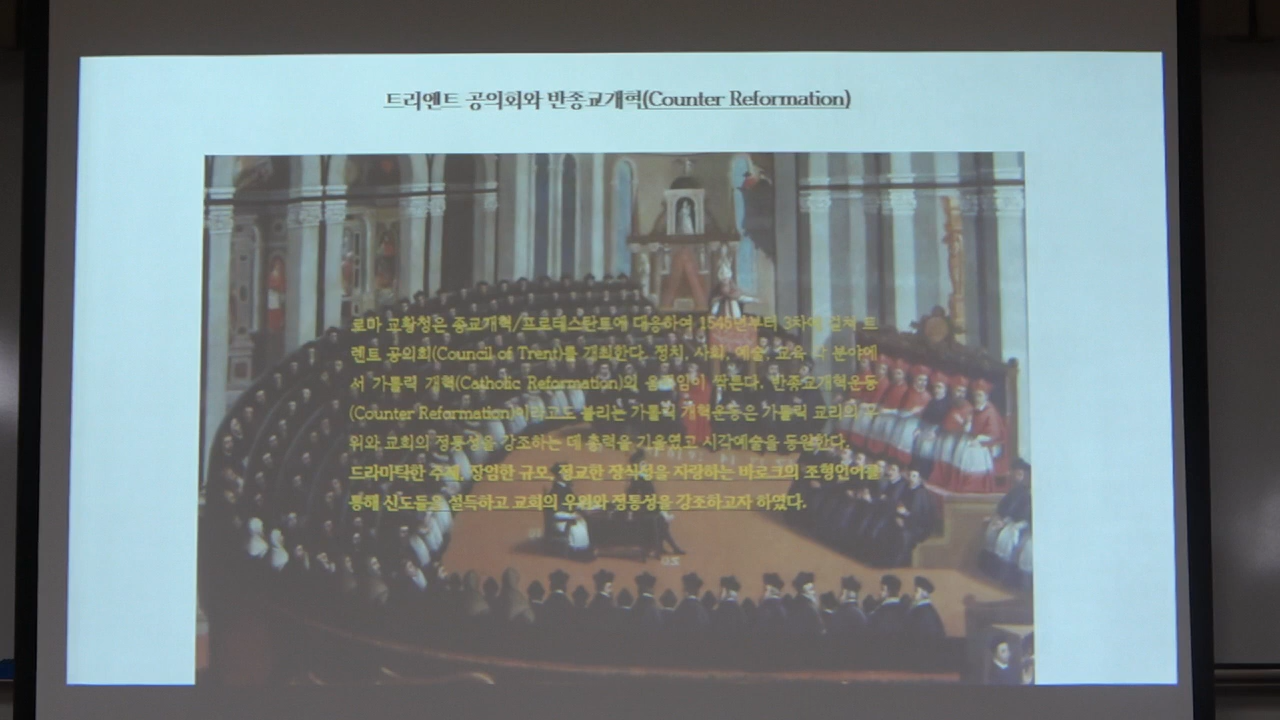 트리엔트 공의회와 반종교개혁(Counter Reformation)
로마 교황청은 종교개혁/프로테스탄트에 대응하여 1545년부터 3차에 걸쳐 트
렌트 공의회(Council of Trent)를 개최한다. 정치, 사회, 예술, 교육 각 분야에
서 가톨릭 개혁(Catholic Reformation)의 움직임이 따른다. 반종교개혁운동
(Counter Reformation)이라고도 불리는 가톨릭 개혁운동은 가톨릭 교리의 우
위와 교회의 정통성을 강조하는 데 총력을 기울였고 시각예술을 동원한다.
드라마틱한 주제, 장엄한 규모, 정교한 장식성을 자랑하는 바로크의 조형언어를
통해 신도들을 설득하고 교회의 우위와 정통성을 강조하고자 하였다.